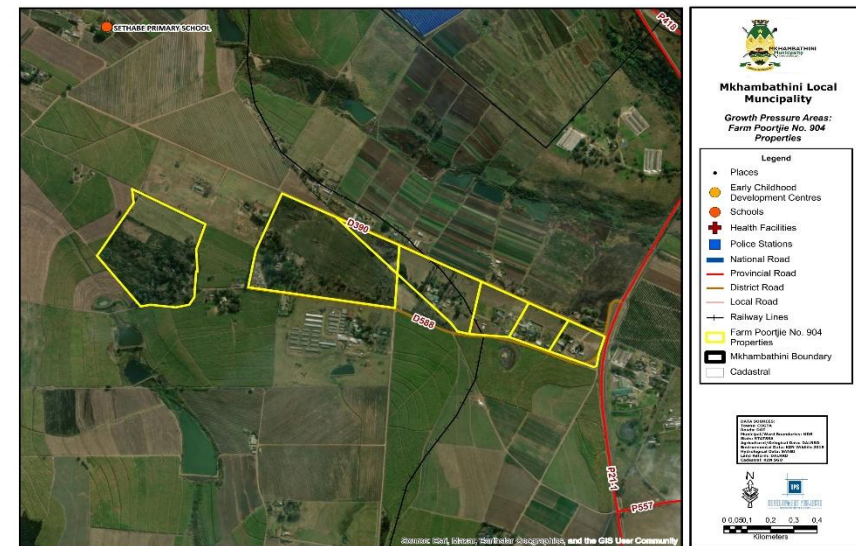 SETHABE PRIMARY SCHOOL
P418
D390
D588
P214
P557
Source: Esri, Maxar, Earthstar Geographics, and the GIS User Community
MKHAMBATHINI
Municipality
Mkhambathini Local
Muncipality
Growth Pressure Areas:
Farm Poortjie No. 904
Properties
Legend
Places
Early Childhood
Development Centres
Schools
Health Facilities
Police Stations
National Road
Provincial Road
District Road
Local Road
Railway Lines
Farm Poortjie No. 904
Properties
Mkhambathini Boundary
Cadastral
DATA SOURCES:
N
0 0,050,1 0,2 0,3 0,4
Kilometers